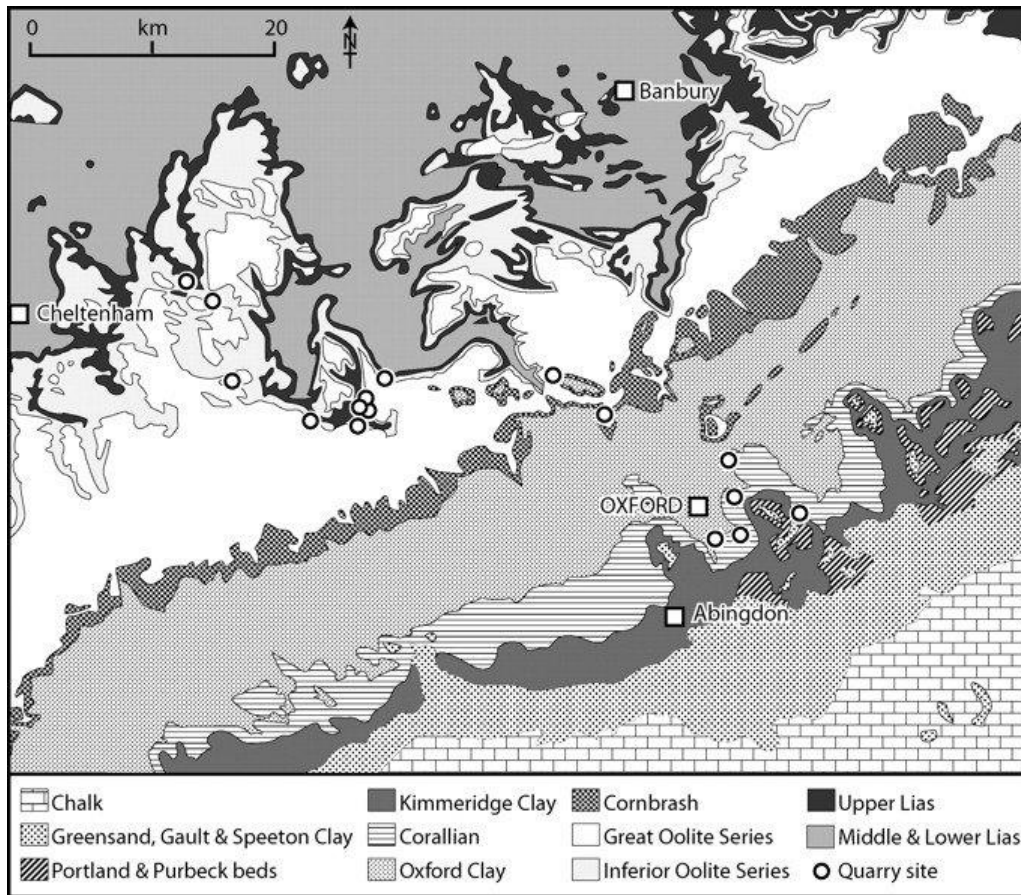 0 km 20
N
Banbury
Cheltenham
OXFORD
Abingdon
Chalk
Kimmeridge Clay
Cornbrash
Upper Lias
Greensand, Gault & Speeton Clay
Corallian
Great Oolite Series
Middle & Lower Lias
Portland & Purbeck beds
Oxford Clay
Inferior Oolite Series
Quarry site